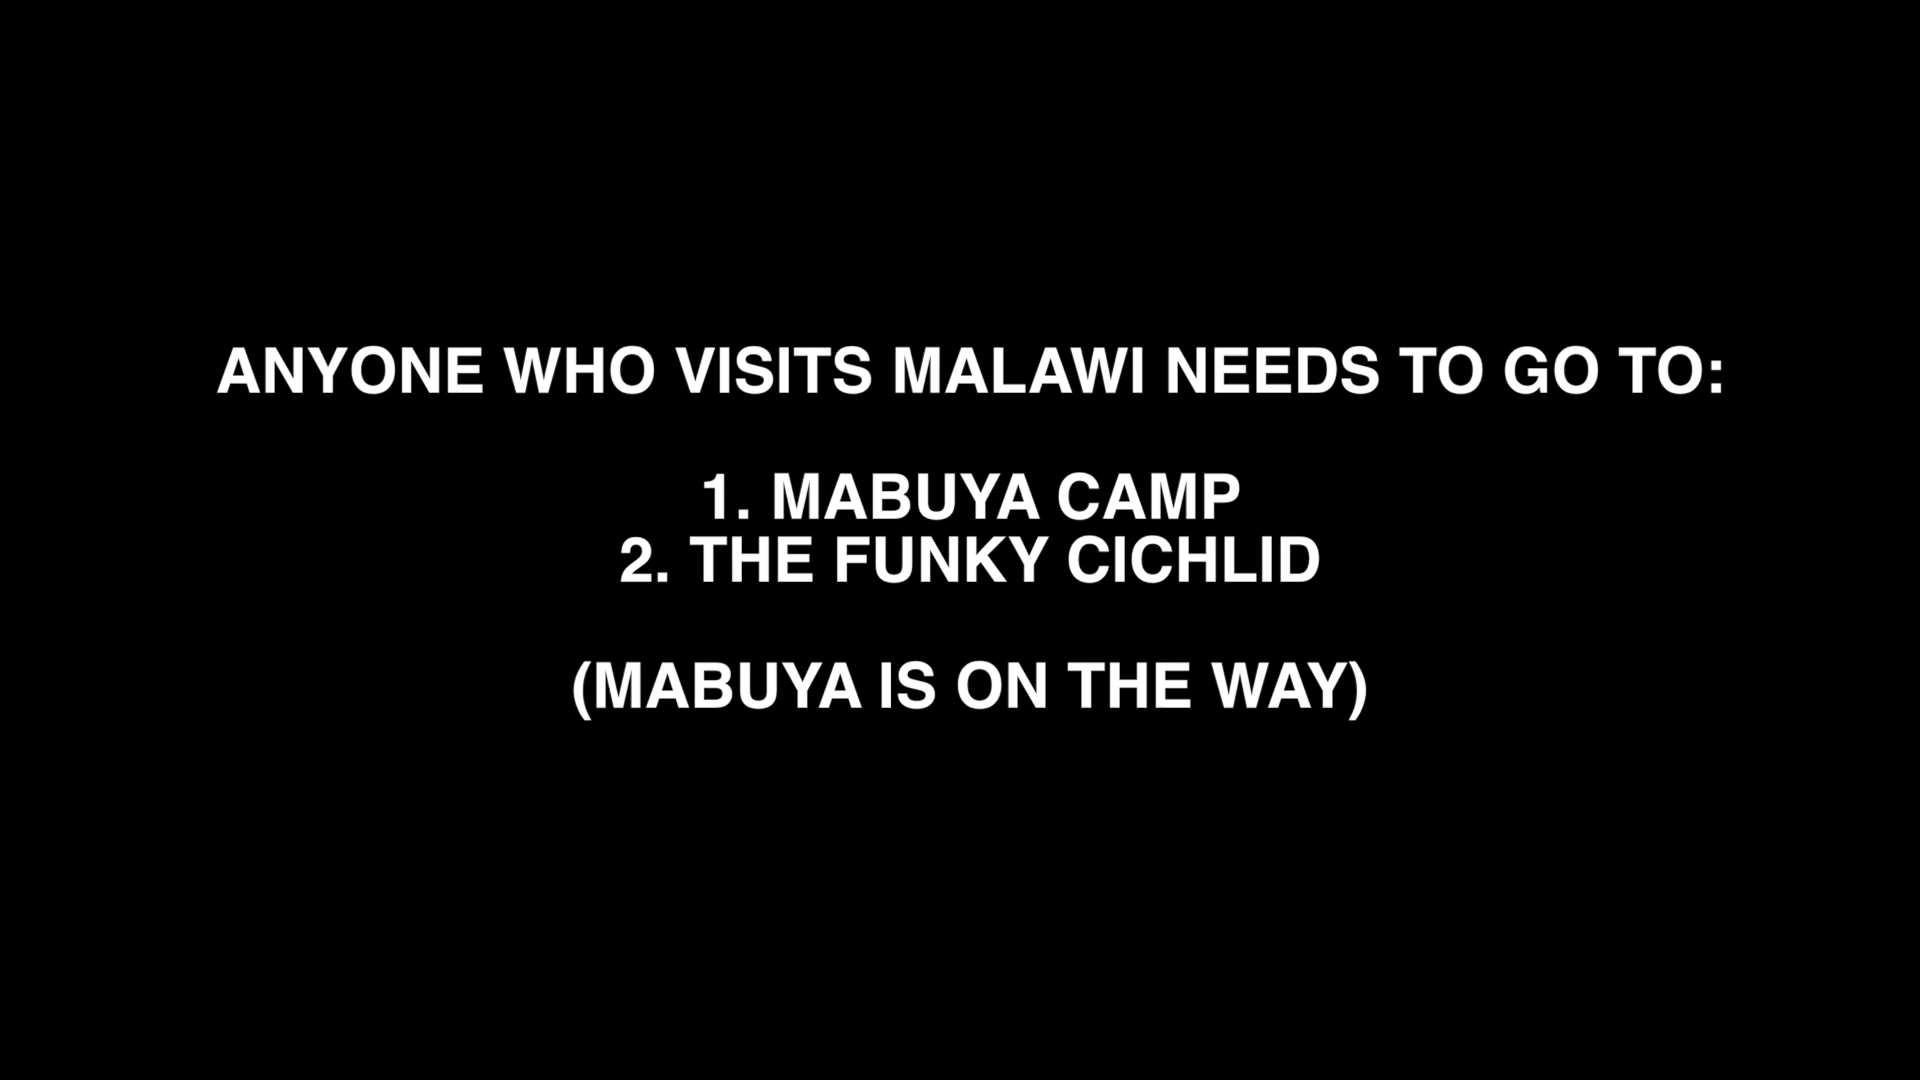 ANYONE WHO VISITS MALAWI NEEDS TO GO TO:
1. MABUYA CAMP
2. THE FUNKY CICHLID
(MABUYA IS ON THE WAY)